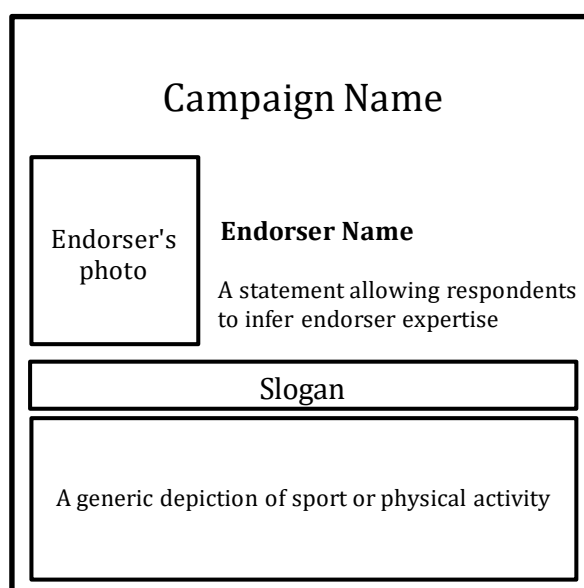 Campaign Name
Endorser's
photo
Endorser Name
A statement allowing respondents
to infer endorser expertise
Slogan
A generic depiction of sport or physical activity